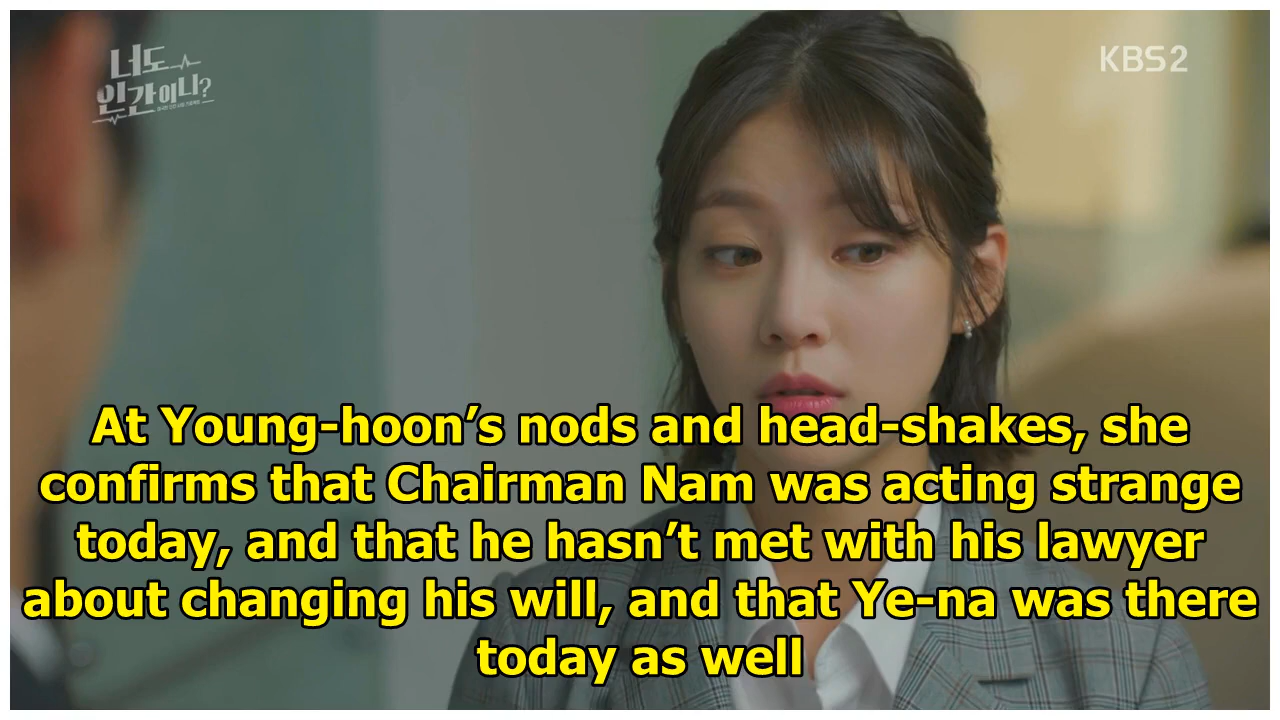 너도
인간이니?
KBS2
At Young-hoon’s nods and head-shakes, she
confirms that Chairman Nam was acting strange
today, and that he hasn’t met with his lawyer
about changing his will, and that Ye-na was there
today as well